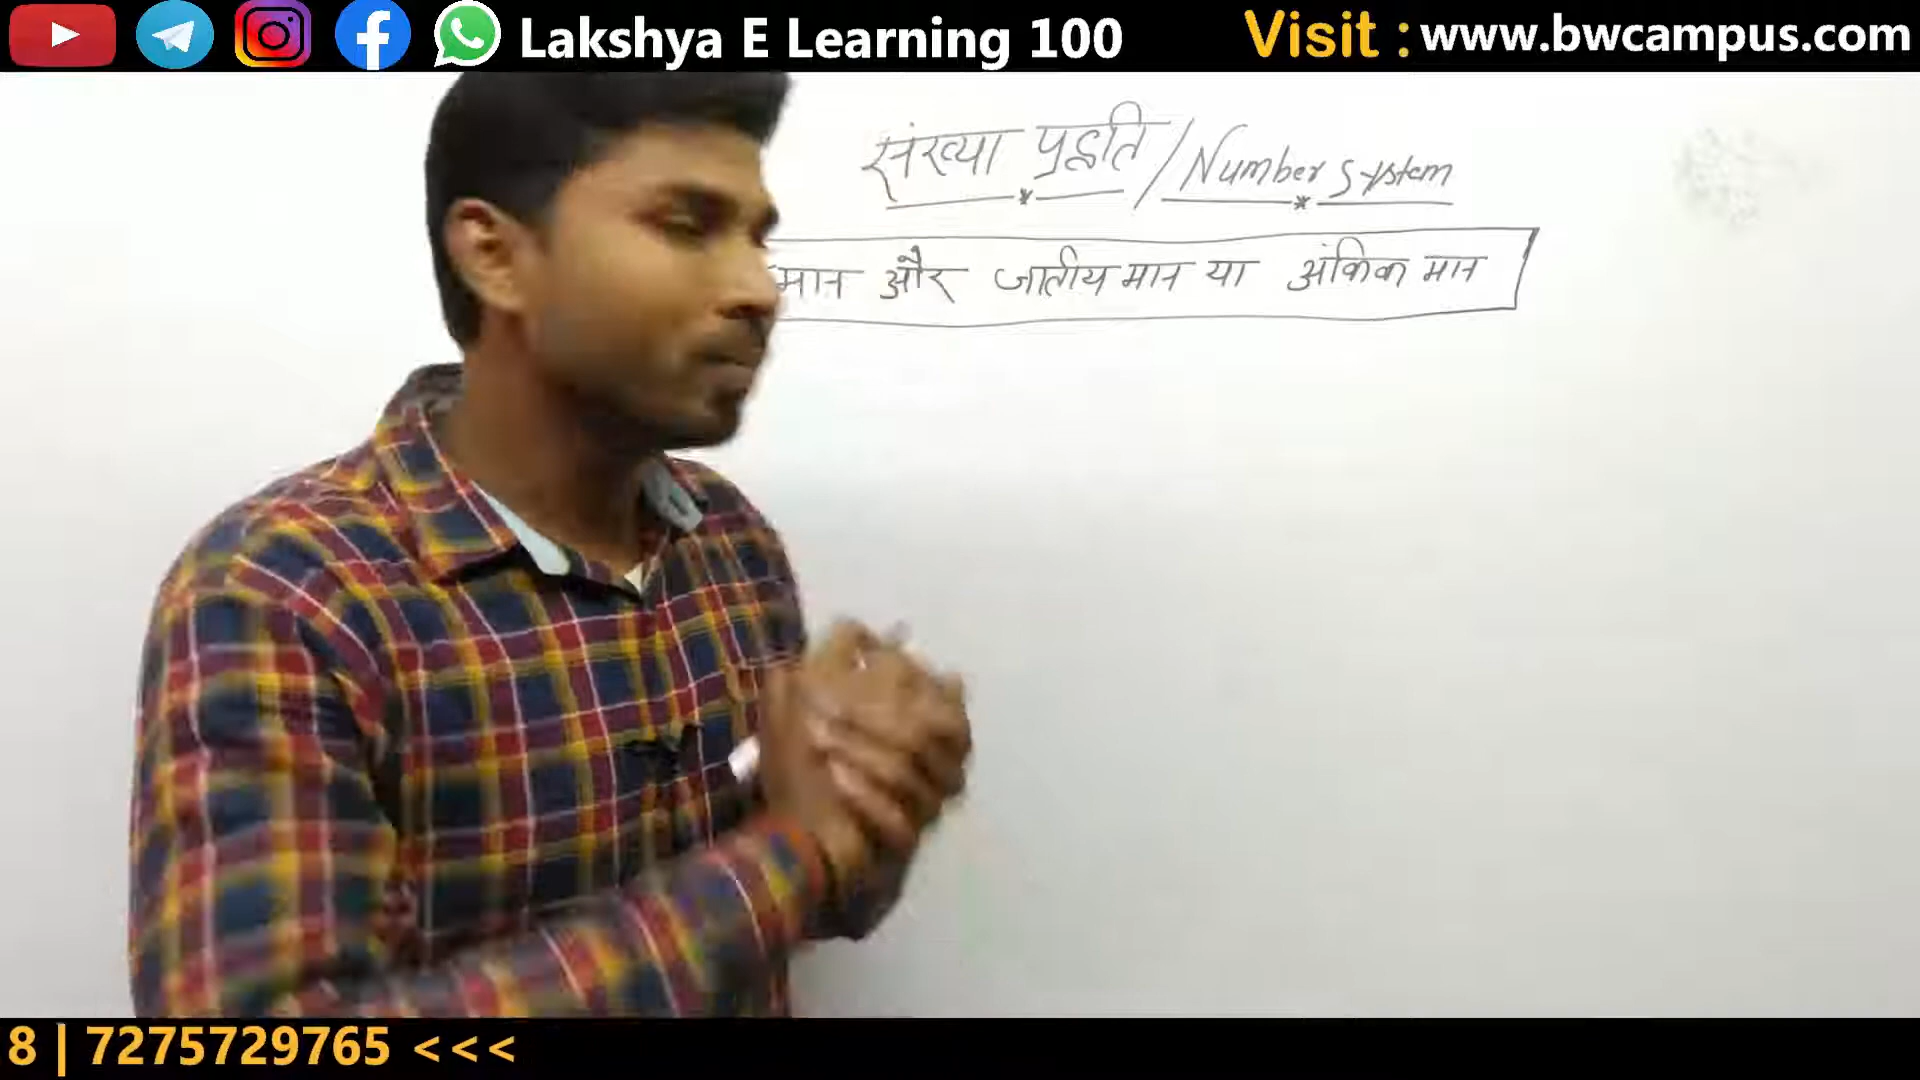 Lakshya E Learning 100 Visit : www.bwcampus.com
संख्या पद्धति / Number system
मान और जातीय मान या अंकिक मान
8 | 7275729765 <<<